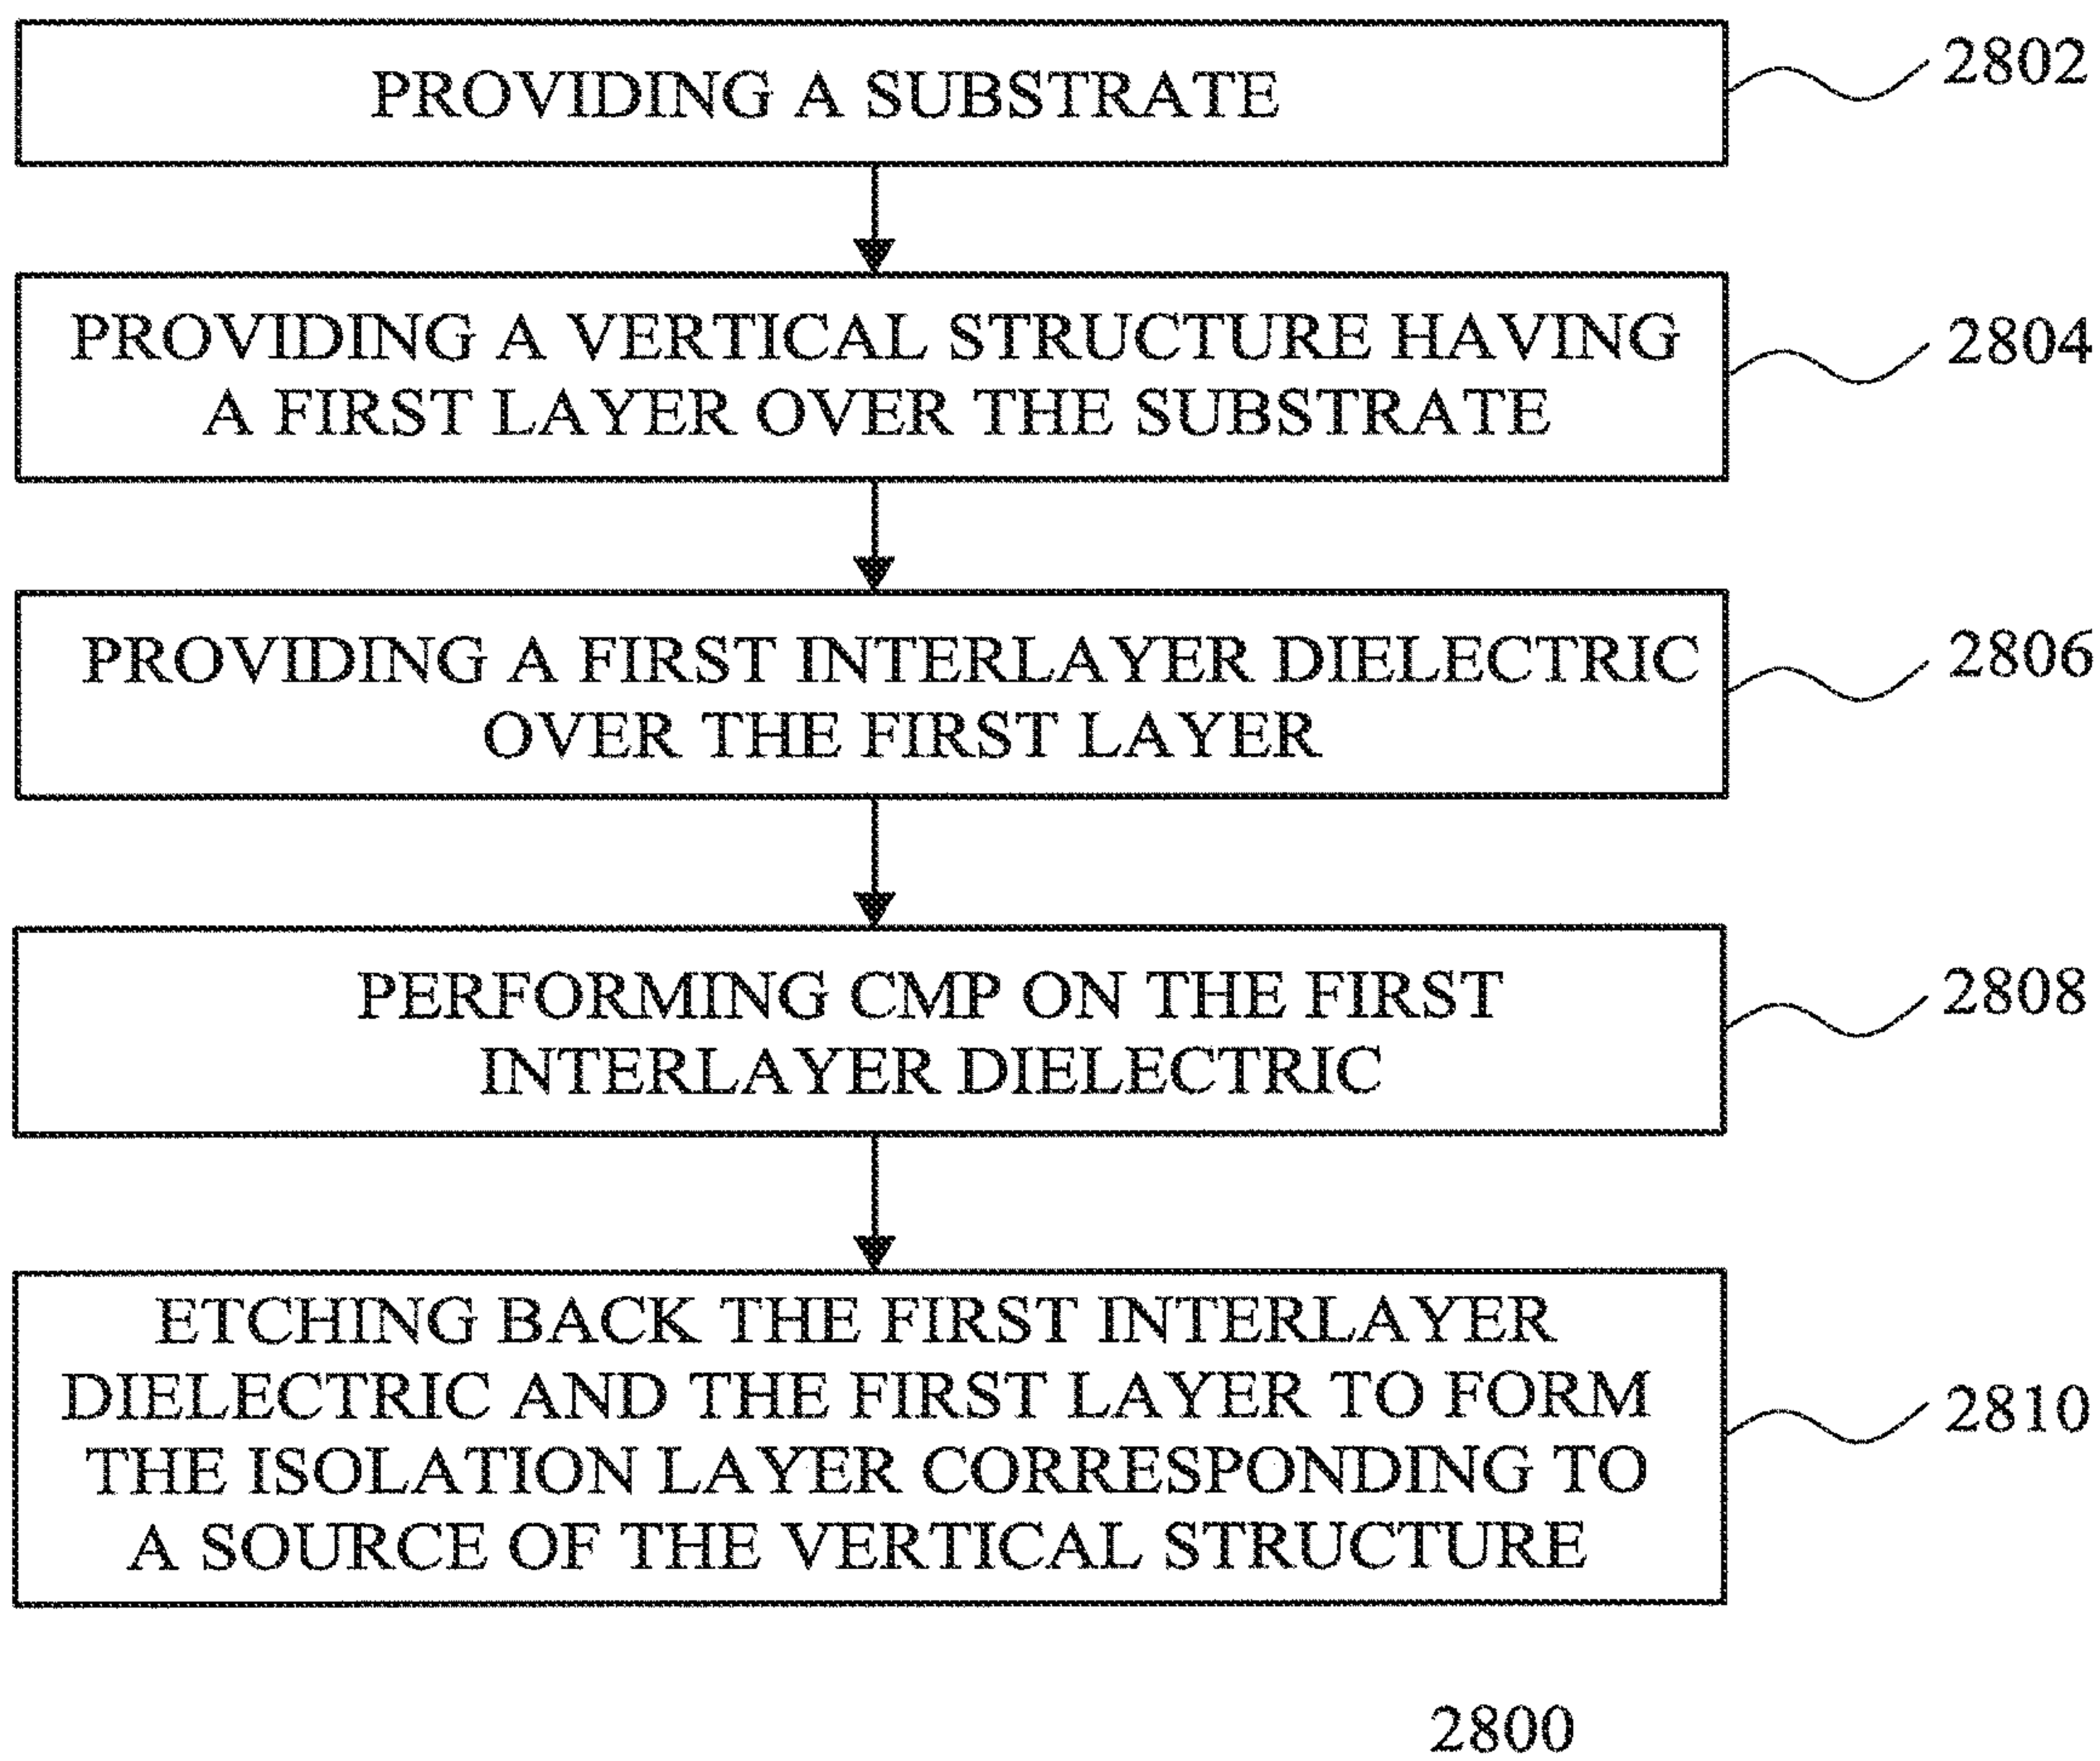 PROVIDING A SUBSTRATE
2802
PROVIDING A VERTICAL STRUCTURE HAVING
A FIRST LAYER OVER THE SUBSTRATE
2804
PROVIDING A FIRST INTERLAYER DIELECTRIC
OVER THE FIRST LAYER
2806
PERFORMING CMP ON THE FIRST
INTERLAYER DIELECTRIC
2808
ETCHING BACK THE FIRST INTERLAYER
DIELECTRIC AND THE FIRST LAYER TO FORM
THE ISOLATION LAYER CORRESPONDING TO
A SOURCE OF THE VERTICAL STRUCTURE
2810
2800